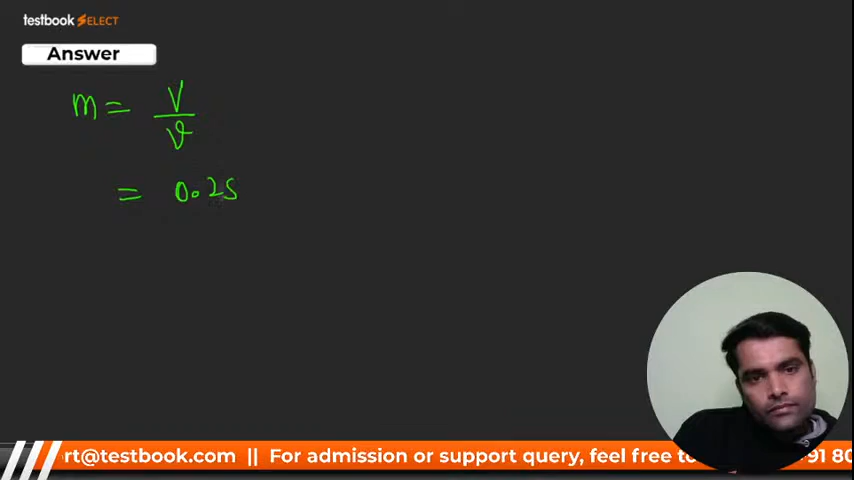 testbook SELECT
Answer
m = V/ϑ
= 0.25
rt@testbook.com || For admission or support query, feel free to
91 80